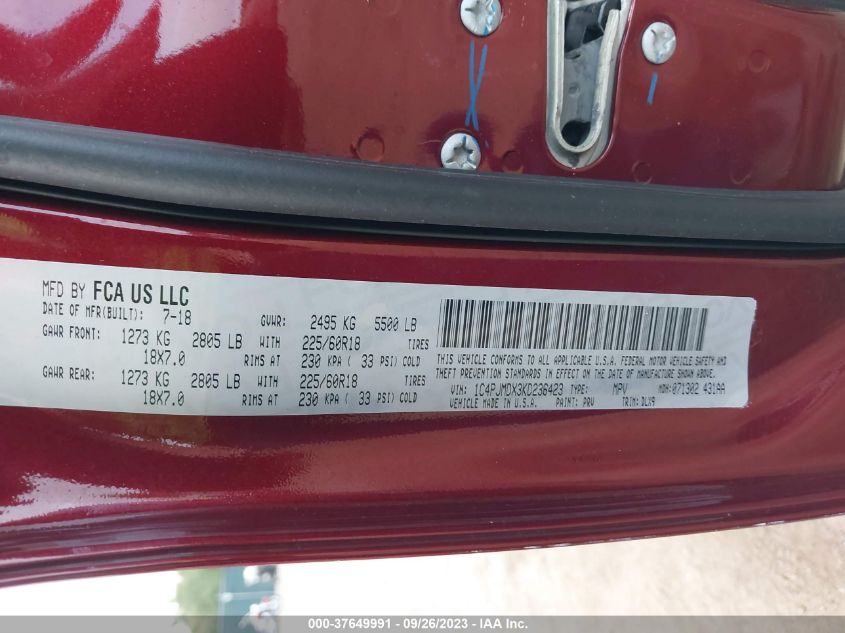 MFD BY FCA US LLC
DATE OF MFR(BUILT): 7-18 GVWR: 2495 KG 5500 LB
GAWR FRONT: 1273 KG 2805 LB WITH 225/60R18 TIRES
18X7.0 RIMS AT 230 KPA ( 33 PSI) COLD
GAWR REAR: 1273 KG 2805 LB WITH 225/60R18 TIRES
18X7.0 RIMS AT 230 KPA ( 33 PSI) COLD
THIS VEHICLE CONFORMS TO ALL APPLICABLE U.S.A. FEDERAL MOTOR VEHICLE SAFETY AND
THEFT PREVENTION STANDARDS IN EFFECT ON THE DATE OF MANUFACTURE SHOWN ABOVE.
VIN: 1C4PJMDX3KD236423 TYPE: MPV MDH: 071302 431AA
VEHICLE MADE IN U.S.A. PAINT: PRV TRIM: DLX9
000-37649991 - 09/26/2023 - IAA Inc.